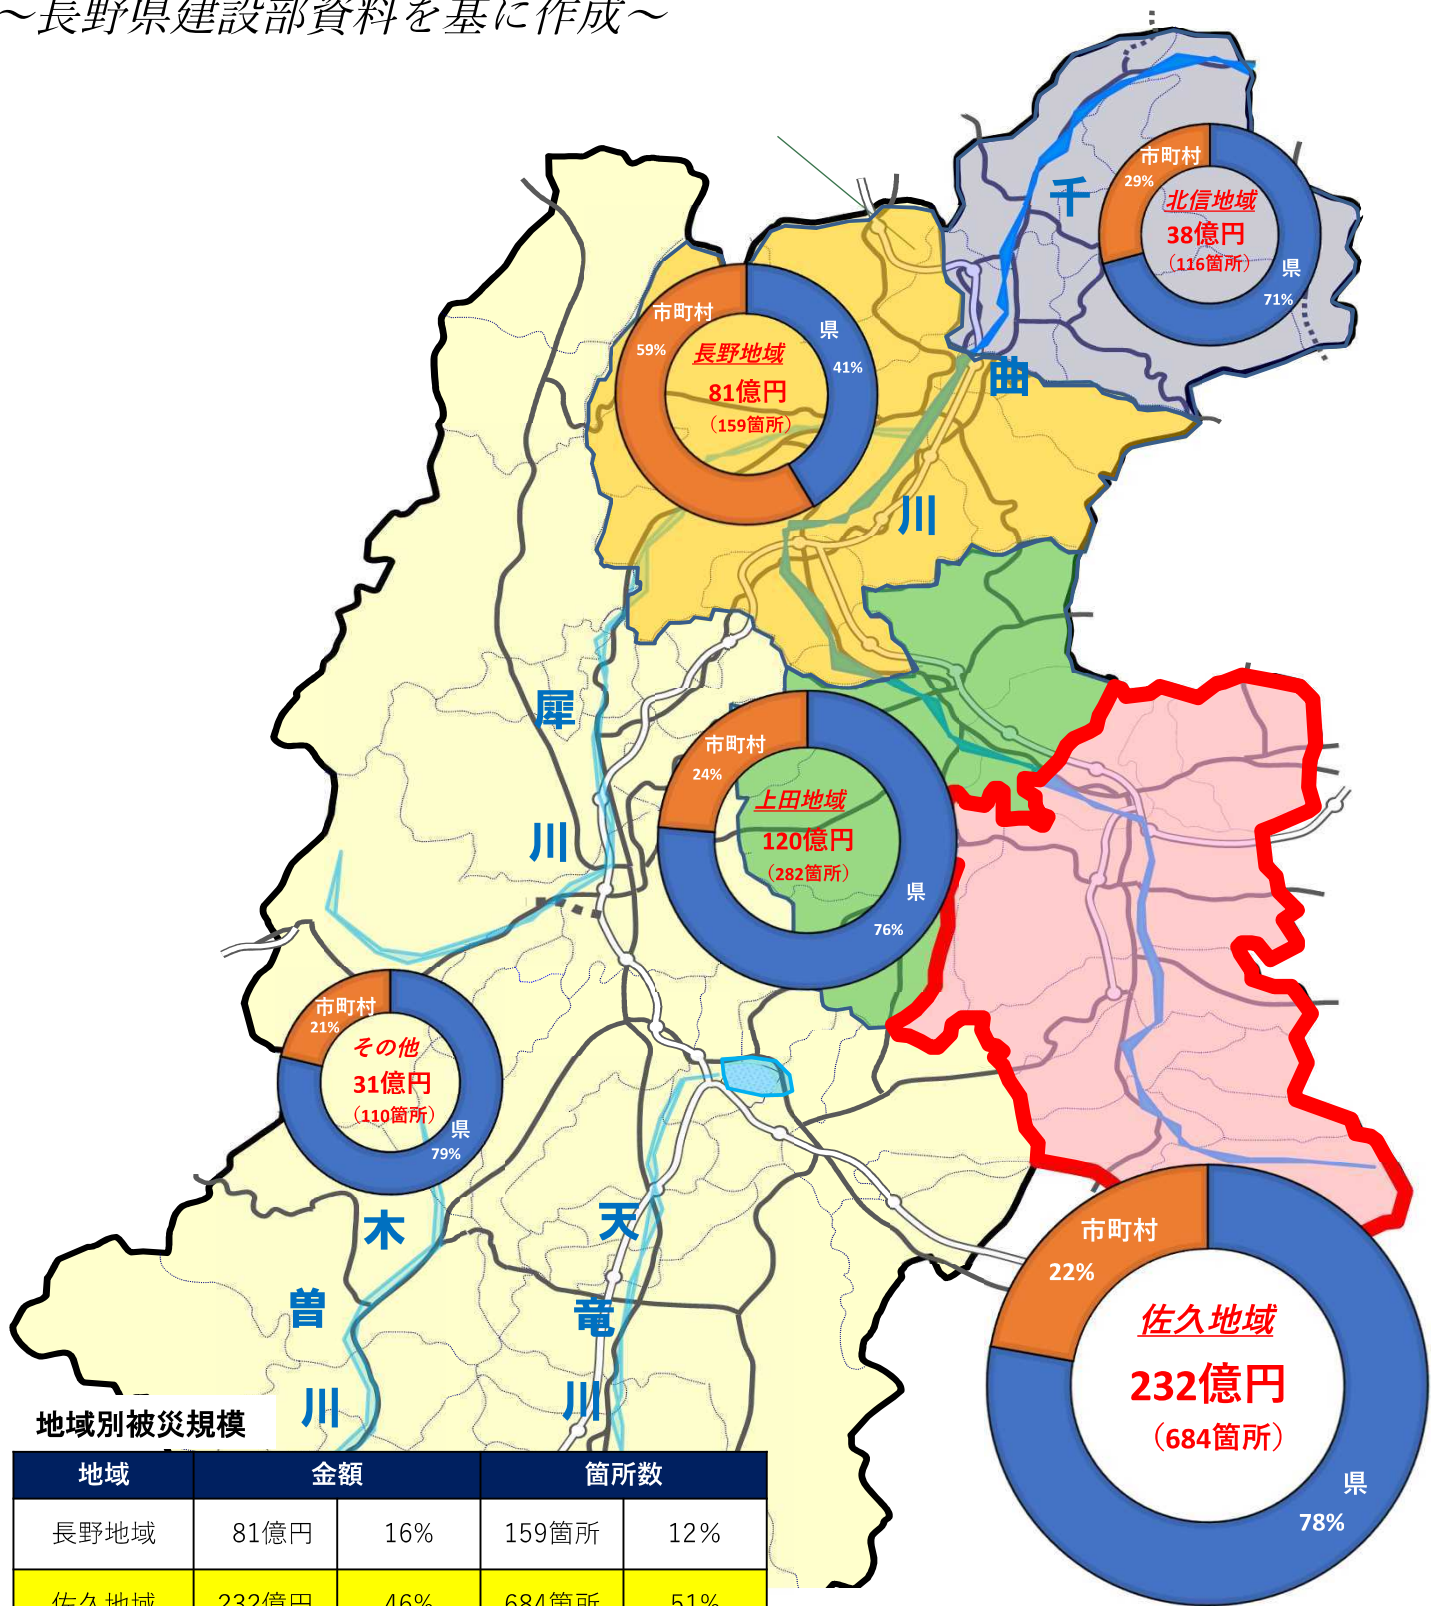 ～長野県建設部資料を基に作成～
市町村
29%
北信地域
38億円
（116箇所）
県
71%
千
曲
川
市町村
59%
長野地域
81億円
（159箇所）
県
41%
犀
川
市町村
24%
上田地域
120億円
（282箇所）
県
76%
市町村
21%
その他
31億円
（110箇所）
県
79%
木
曽
川
天
竜
川
市町村
22%
佐久地域
232億円
（684箇所）
県
78%
地域別被災規模
地域 金額 箇所数
長野地域 81億円 16% 159箇所 12%
佐久地域 232億円 46% 684箇所 51%